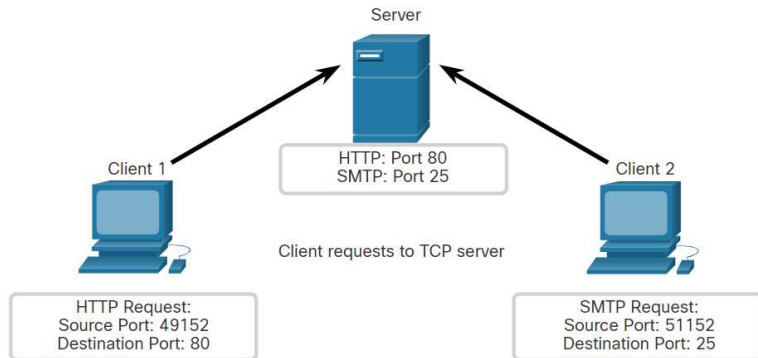 Server
HTTP: Port 80
SMTP: Port 25
Client 1
Client 2
Client requests to TCP server
HTTP Request:
Source Port: 49152
Destination Port: 80
SMTP Request:
Source Port: 51152
Destination Port: 25